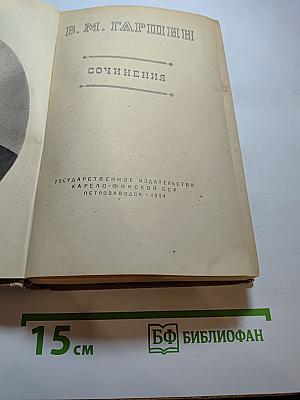 В. М. ГАРШИН
СОЧИНЕНИЯ
ГОСУДАРСТВЕННОЕ ИЗДАТЕЛЬСТВО
КАРЕЛО-ФИНСКОЙ ССР
ПЕТРОЗАВОДСК · 1954
15 см
БФ БИБЛИОФАН